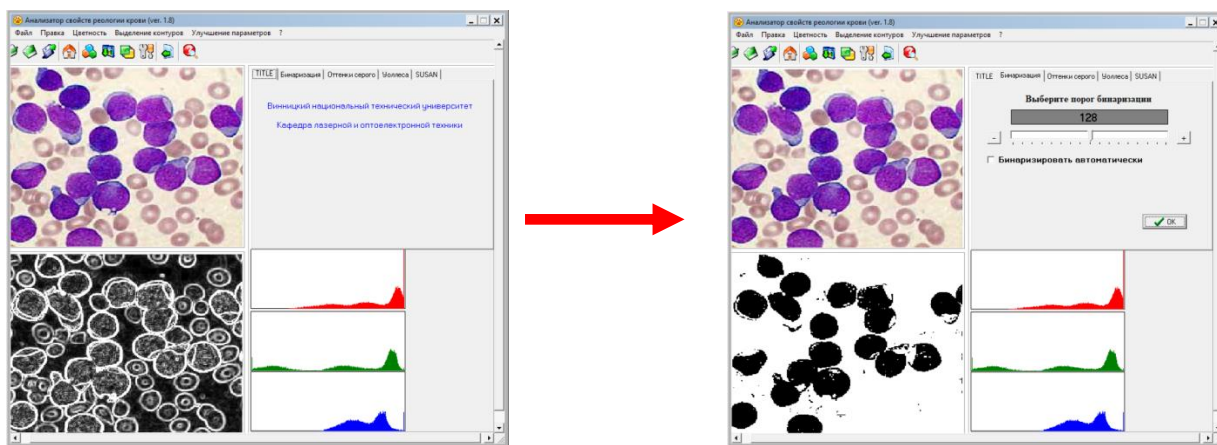 Анализатор свойств реологии крови (ver. 1.8)
Файл Правка Цветность Выделение контуров Улучшение параметров ?
TITLE Бинаризация Оттенки серого Уоллеса SUSAN
Винницкий национальный технический университет
Кафедра лазерной и оптоэлектронной техники
Анализатор свойств реологии крови (ver. 1.8)
Файл Правка Цветность Выделение контуров Улучшение параметров ?
TITLE Бинаризация Оттенки серого Уоллеса SUSAN
Выберите порог бинаризации
128
- +
Бинаризировать автоматически
OK